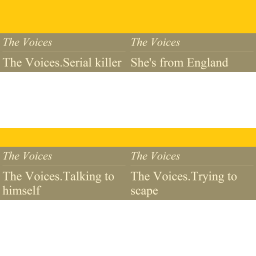 The Voices The Voices
The Voices.Serial killer She's from England
The Voices The Voices
The Voices.Talking to The Voices.Trying to
himself scape